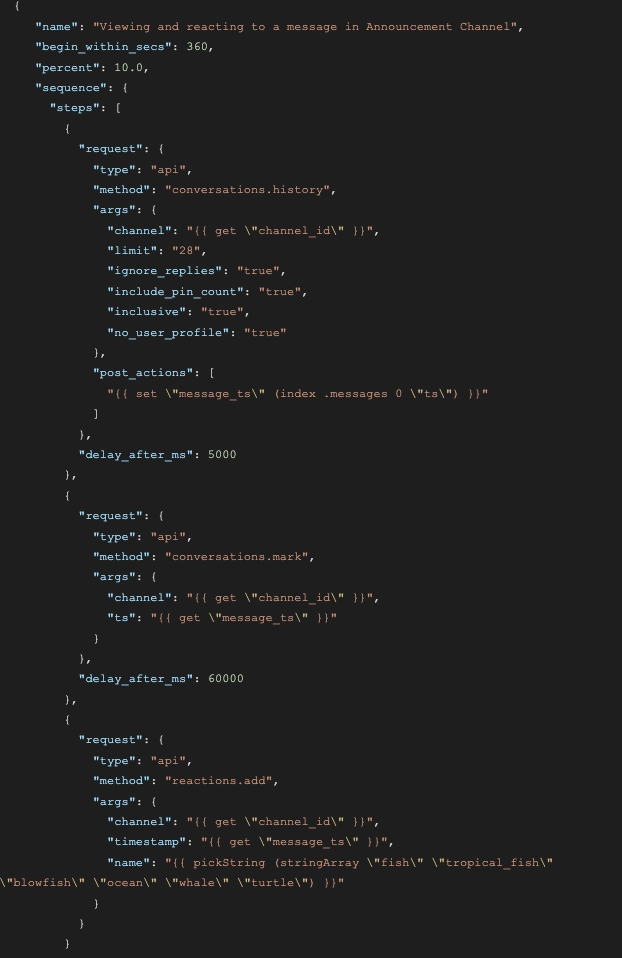 {
"name": "Viewing and reacting to a message in Announcement Channel",
"begin_within_secs": 360,
"percent": 10.0,
"sequence": {
"steps": [
{
"request": {
"type": "api",
"method": "conversations.history",
"args": {
"channel": "{{ get \"channel_id\" }}",
"limit": "28",
"ignore_replies": "true",
"include_pin_count": "true",
"inclusive": "true",
"no_user_profile": "true"
},
"post_actions": [
"{{ set \"message_ts\" (index .messages 0 \"ts\") }}"
]
},
"delay_after_ms": 5000
},
{
"request": {
"type": "api",
"method": "conversations.mark",
"args": {
"channel": "{{ get \"channel_id\" }}",
"ts": "{{ get \"message_ts\" }}"
}
},
"delay_after_ms": 60000
},
{
"request": {
"type": "api",
"method": "reactions.add",
"args": {
"channel": "{{ get \"channel_id\" }}",
"timestamp": "{{ get \"message_ts\" }}",
"name": "{{ pickString (stringArray \"fish\" \"tropical_fish\"
\"blowfish\" \"ocean\" \"whale\" \"turtle\") }}"
}
}
}